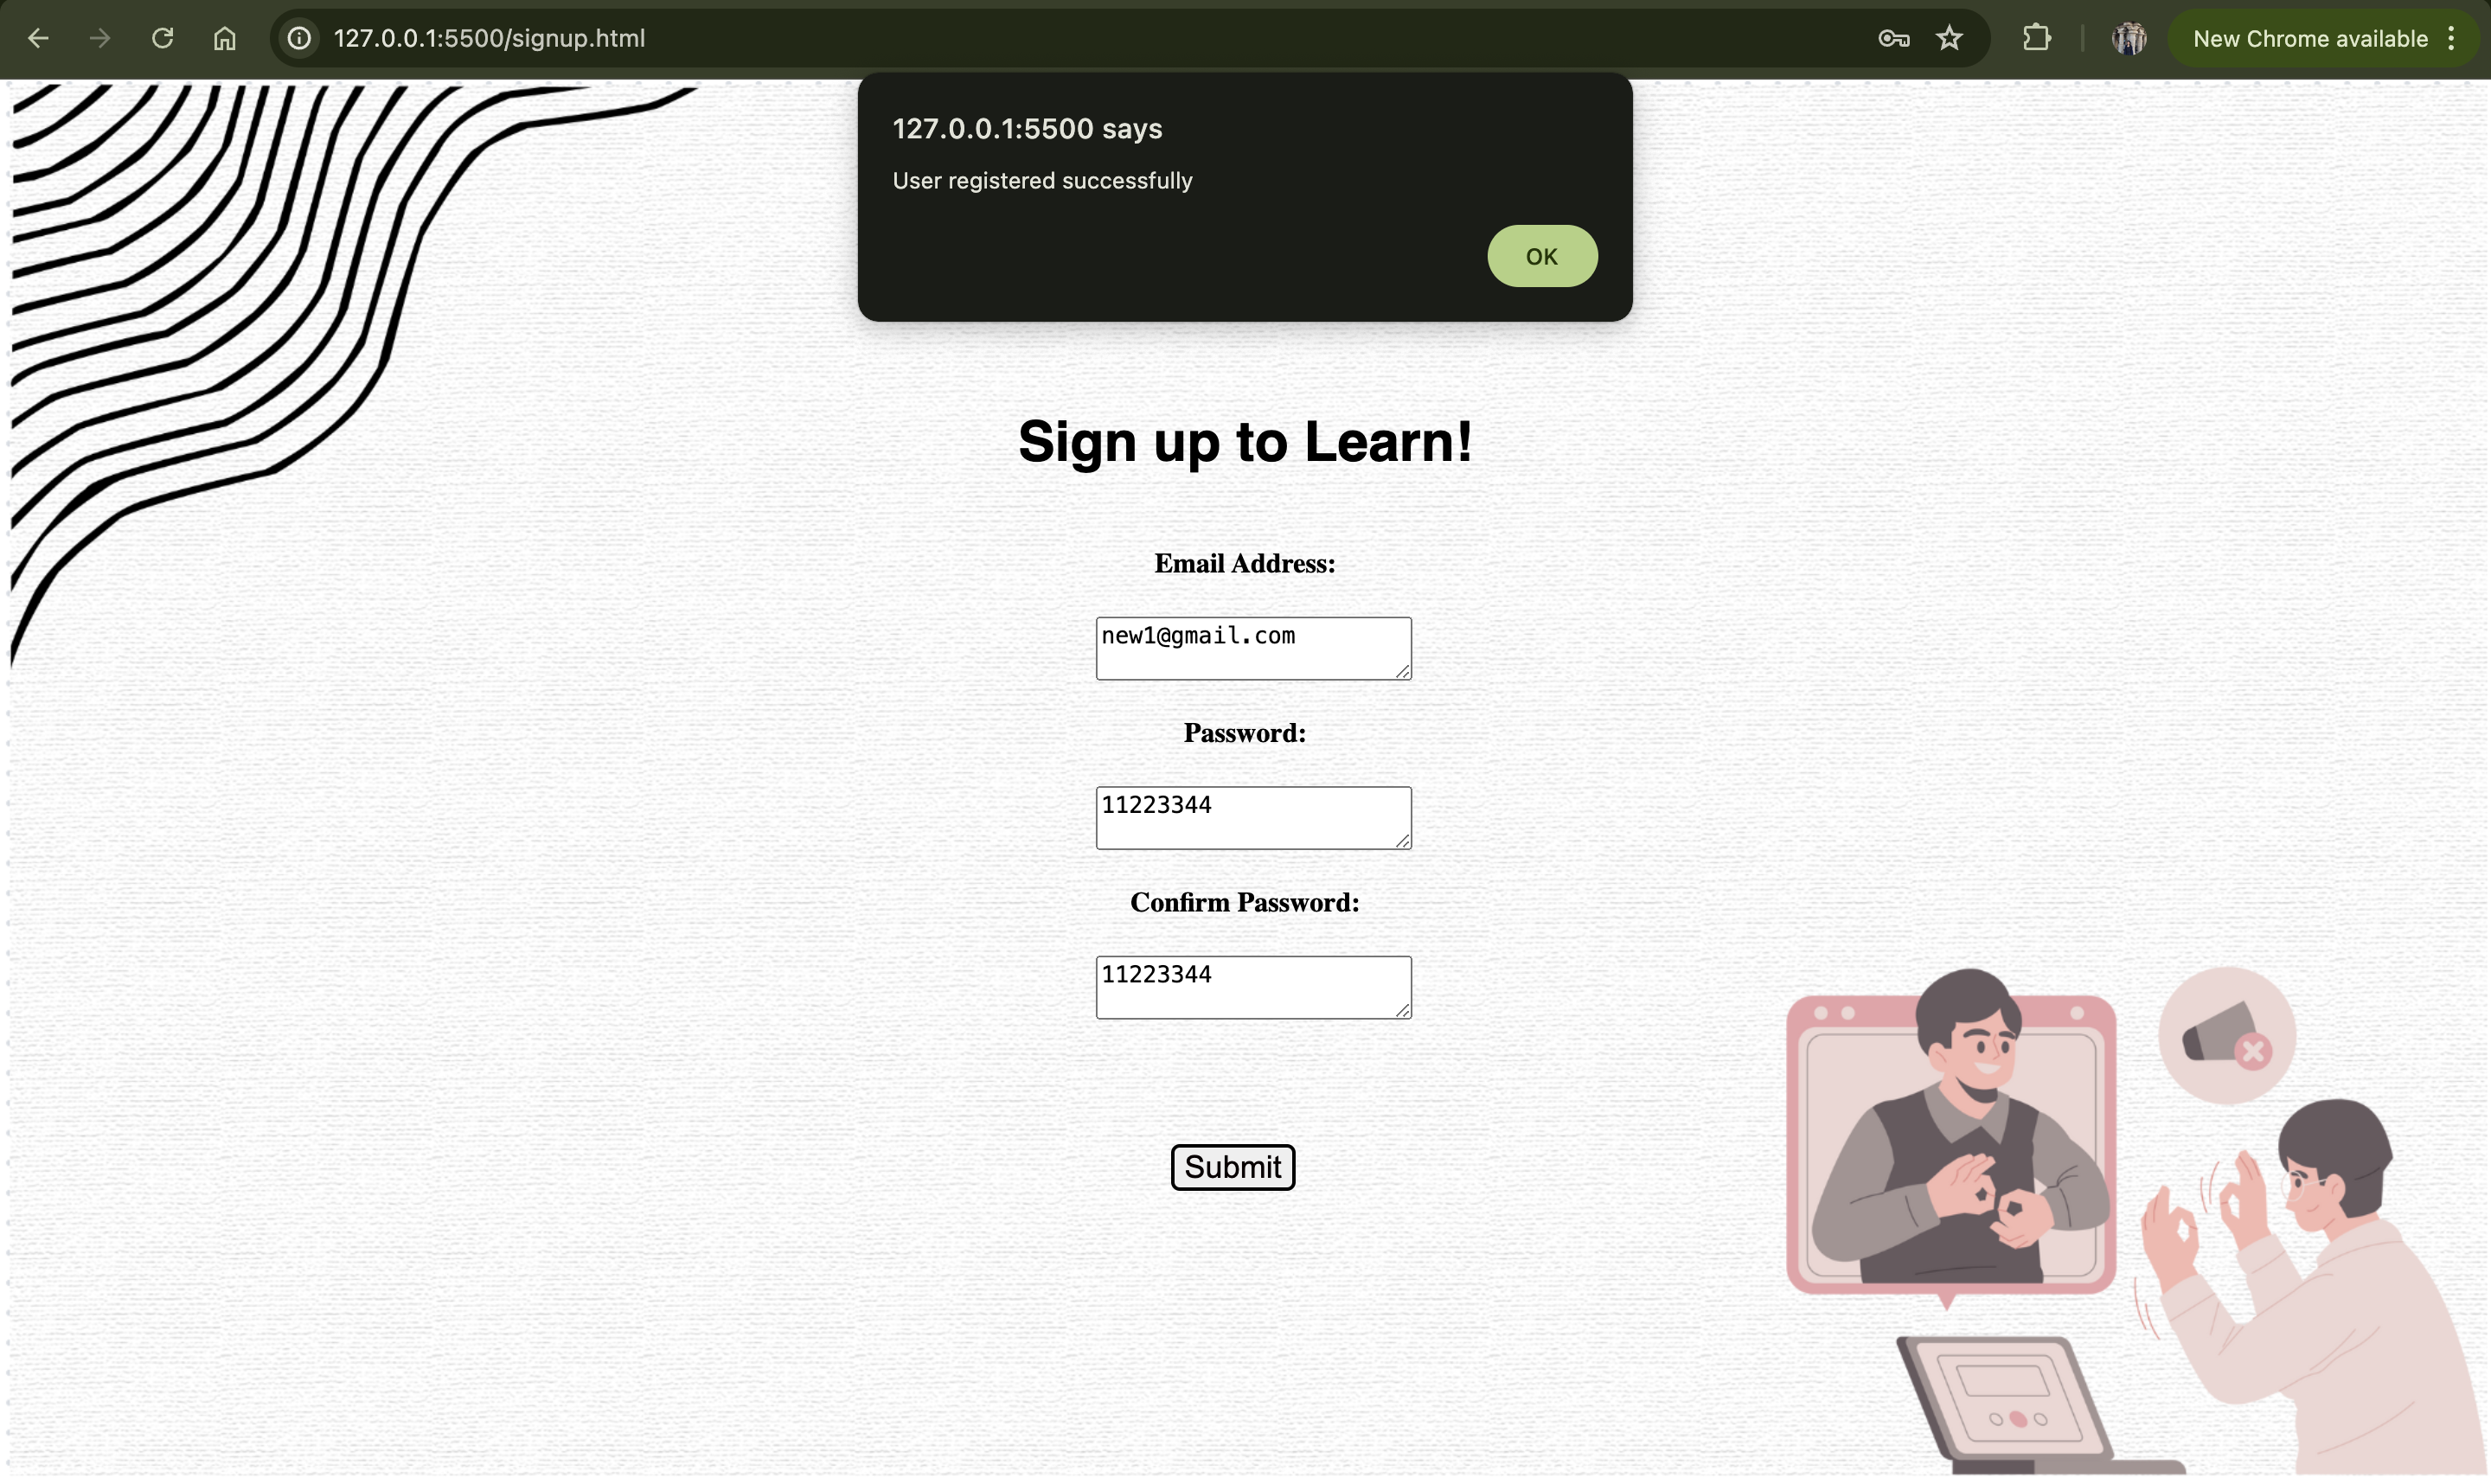 127.0.0.1:5500/signup.html
New Chrome available
127.0.0.1:5500 says
User registered successfully
OK
Sign up to Learn!
Email Address:
new1@gmail.com
Password:
11223344
Confirm Password:
11223344
Submit